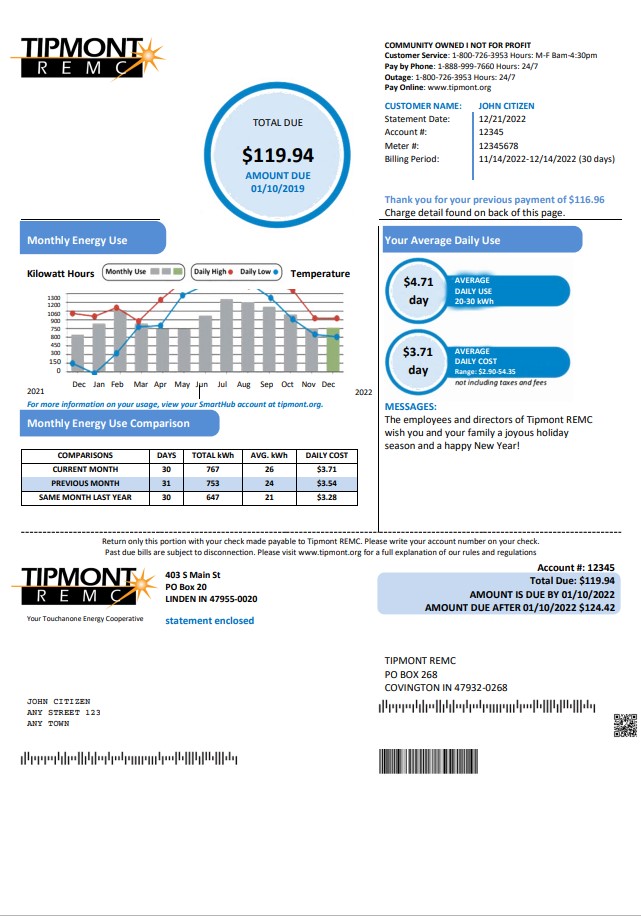 TIPMONT
REMC
COMMUNITY OWNED I NOT FOR PROFIT
Customer Service: 1-800-726-3953 Hours: M-F 8am-4:30pm
Pay by Phone: 1-888-999-7660 Hours: 24/7
Outage: 1-800-726-3953 Hours: 24/7
Pay Online: www.tipmont.org
CUSTOMER NAME: JOHN CITIZEN
Statement Date: 12/21/2022
Account #: 12345
Meter #: 12345678
Billing Period: 11/14/2022-12/14/2022 (30 days)
TOTAL DUE
$119.94
AMOUNT DUE
01/10/2019
Thank you for your previous payment of $116.96
Charge detail found on back of this page.
Monthly Energy Use
Kilowatt Hours Monthly Use Daily High Daily Low Temperature
1300
1200
1060
900
750
600
450
300
150
0
Dec Jan Feb Mar Apr May Jun Jul Aug Sep Oct Nov Dec
2021 2022
For more information on your usage, view your SmartHub account at tipmont.org.
Your Average Daily Use
$4.71
day
AVERAGE
DAILY USE
20-30 kWh
$3.71
day
AVERAGE
DAILY COST
Range: $2.90-$4.35
not including taxes and fees
MESSAGES:
The employees and directors of Tipmont REMC
wish you and your family a joyous holiday
season and a happy New Year!
Monthly Energy Use Comparison
COMPARISONS DAYS TOTAL kWh AVG. kWh DAILY COST
CURRENT MONTH 30 767 26 $3.71
PREVIOUS MONTH 31 753 24 $3.54
SAME MONTH LAST YEAR 30 647 21 $3.28
Return only this portion with your check made payable to Tipmont REMC. Please write your account number on your check.
Past due bills are subject to disconnection. Please visit www.tipmont.org for a full explanation of our rules and regulations
TIPMONT
REMC
Your Touchanone Energy Cooperative
403 S Main St
PO Box 20
LINDEN IN 47955-0020
statement enclosed
Account #: 12345
Total Due: $119.94
AMOUNT IS DUE BY 01/10/2022
AMOUNT DUE AFTER 01/10/2022 $124.42
TIPMONT REMC
PO BOX 268
COVINGTON IN 47932-0268
JOHN CITIZEN
ANY STREET 123
ANY TOWN